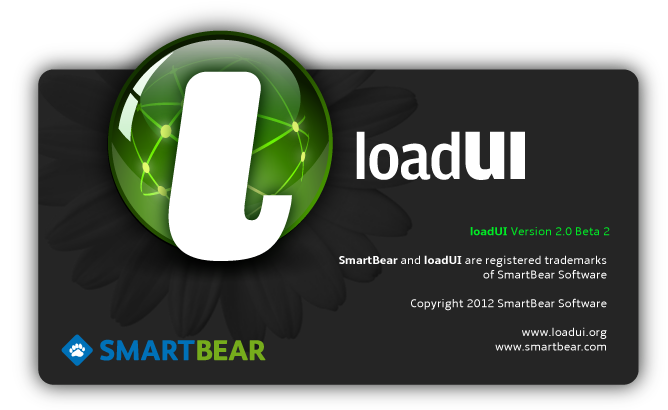 loadUI
loadUI Version 2.0 Beta 2
SmartBear and loadUI are registered trademarks
of SmartBear Software
Copyright 2012 SmartBear Software
www.loadui.org
www.smartbear.com
SMARTBEAR